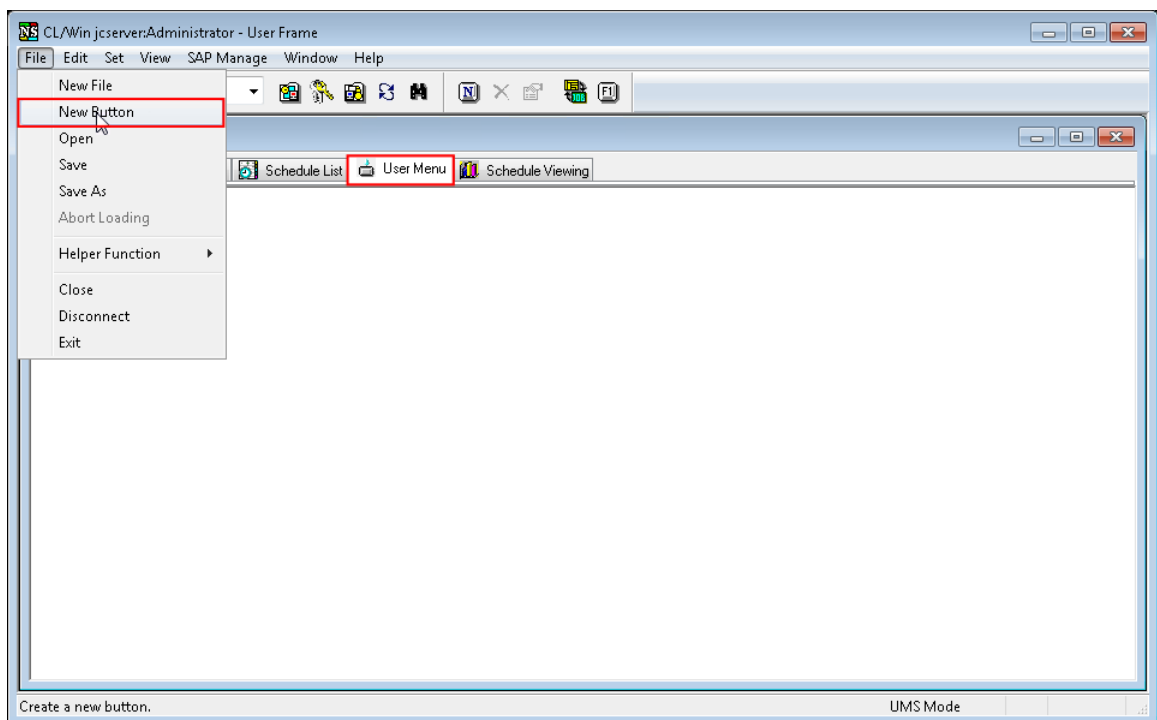 CL/Win jcserver:Administrator - User Frame
File Edit Set View SAP Manage Window Help
New File
New Button
Open
Save
Save As
Abort Loading
Helper Function
Close
Disconnect
Exit
Schedule List User Menu Schedule Viewing
Create a new button. UMS Mode